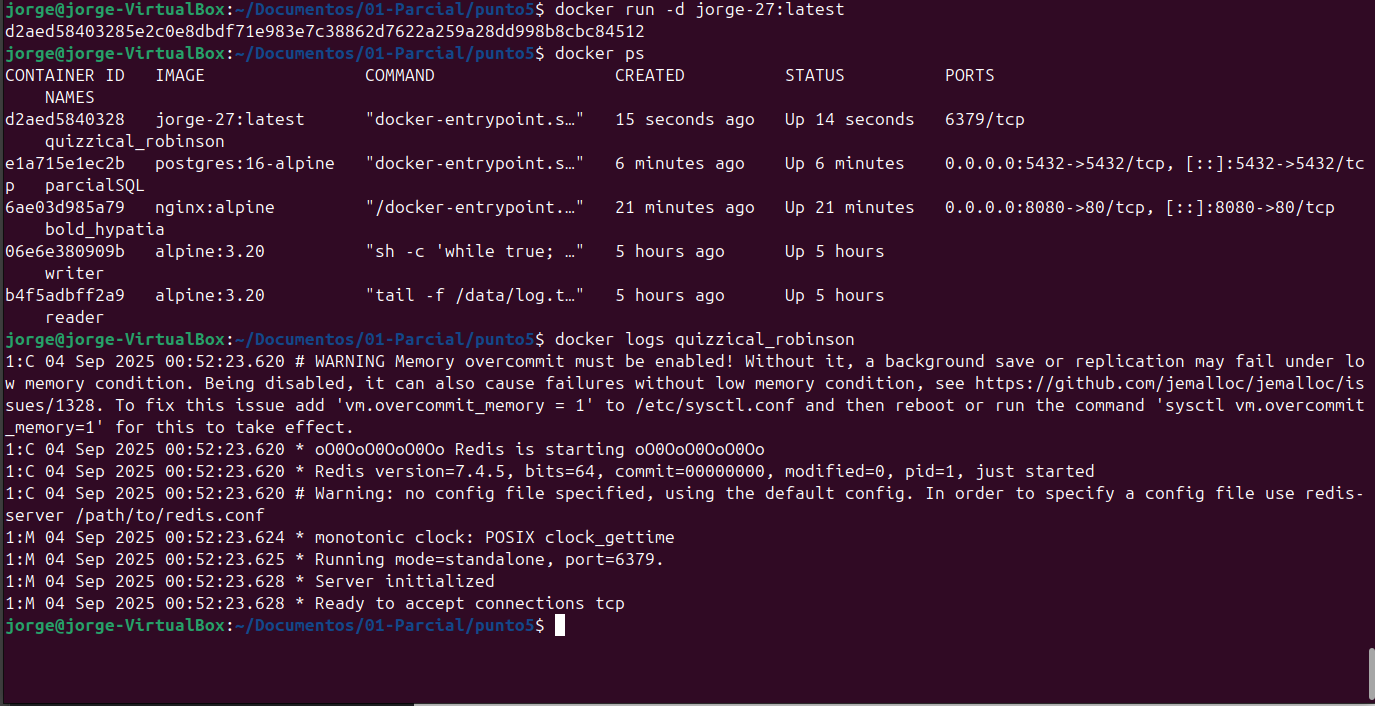 jorge@jorge-VirtualBox:~/Documentos/01-Parcial/punto5$ docker run -d jorge-27:latest
d2aed58403285e2c0e8dbdf71e983e7c38862d7622a259a28dd998b8cbc84512
jorge@jorge-VirtualBox:~/Documentos/01-Parcial/punto5$ docker ps
CONTAINER ID   IMAGE                COMMAND                  CREATED          STATUS          PORTS
    NAMES
d2aed5840328   jorge-27:latest      "docker-entrypoint.s…"   15 seconds ago   Up 14 seconds   6379/tcp
    quizzical_robinson
e1a715e1ec2b   postgres:16-alpine   "docker-entrypoint.s…"   6 minutes ago    Up 6 minutes    0.0.0.0:5432->5432/tcp, [::]:5432->5432/tc
p   parcialSQL
6ae03d985a79   nginx:alpine         "/docker-entrypoint.…"   21 minutes ago   Up 21 minutes   0.0.0.0:8080->80/tcp, [::]:8080->80/tcp
    bold_hypatia
06e6e380909b   alpine:3.20          "sh -c 'while true; …"   5 hours ago      Up 5 hours
    writer
b4f5adbff2a9   alpine:3.20          "tail -f /data/log.t…"   5 hours ago      Up 5 hours
    reader
jorge@jorge-VirtualBox:~/Documentos/01-Parcial/punto5$ docker logs quizzical_robinson
1:C 04 Sep 2025 00:52:23.620 # WARNING Memory overcommit must be enabled! Without it, a background save or replication may fail under lo
w memory condition. Being disabled, it can also cause failures without low memory condition, see https://github.com/jemalloc/jemalloc/is
sues/1328. To fix this issue add 'vm.overcommit_memory = 1' to /etc/sysctl.conf and then reboot or run the command 'sysctl vm.overcommit
_memory=1' for this to take effect.
1:C 04 Sep 2025 00:52:23.620 * oO0OoO0OoO0Oo Redis is starting oO0OoO0OoO0Oo
1:C 04 Sep 2025 00:52:23.620 * Redis version=7.4.5, bits=64, commit=00000000, modified=0, pid=1, just started
1:C 04 Sep 2025 00:52:23.620 # Warning: no config file specified, using the default config. In order to specify a config file use redis-
server /path/to/redis.conf
1:M 04 Sep 2025 00:52:23.624 * monotonic clock: POSIX clock_gettime
1:M 04 Sep 2025 00:52:23.625 * Running mode=standalone, port=6379.
1:M 04 Sep 2025 00:52:23.628 * Server initialized
1:M 04 Sep 2025 00:52:23.628 * Ready to accept connections tcp
jorge@jorge-VirtualBox:~/Documentos/01-Parcial/punto5$